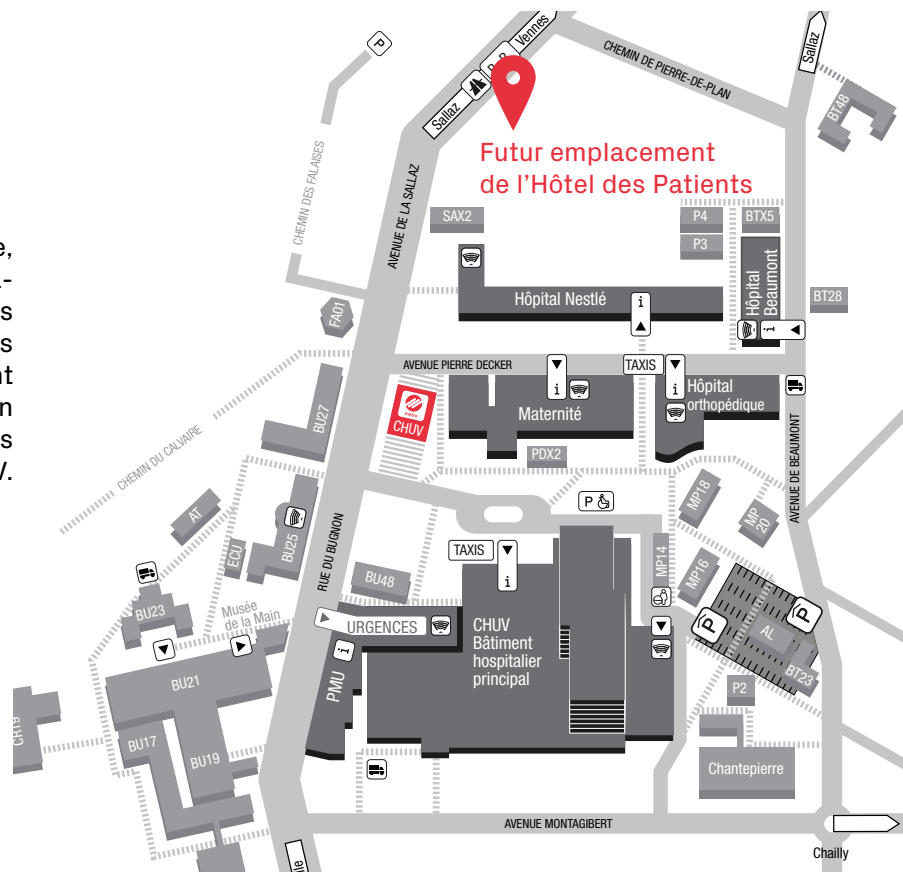 Vennes
P+R
Sallaz
Sallaz
CHEMIN DE PIERRE-DE-PLAN
P
BT48
Futur emplacement
de l'Hôtel des Patients
CHEMIN DES FALAISES
AVENUE DE LA SALLAZ
SAX2
P4
BTX5
P3
Hôpital Nestlé
i
Hôpital
Beaumont
i
BT28
FA01
AVENUE PIERRE DECKER
TAXIS
i
i
Maternité
Hôpital
orthopédique
métro
CHUV
BU27
PDX2
CHEMIN DU CALVAIRE
AVENUE DE BEAUMONT
MP18
MP
20
P
AT
BU25
ECU
RUE DU BUGNON
TAXIS
i
MP14
MP16
BU48
BU23
Musée
de la Main
URGENCES
CHUV
Bâtiment
hospitalier
principal
P
P
AL
BT23
PMU
i
BU21
P2
CR19
BU17
BU19
Chantepierre
AVENUE MONTAGIBERT
Chailly
e,
-
s
s
nt
n
s
V.